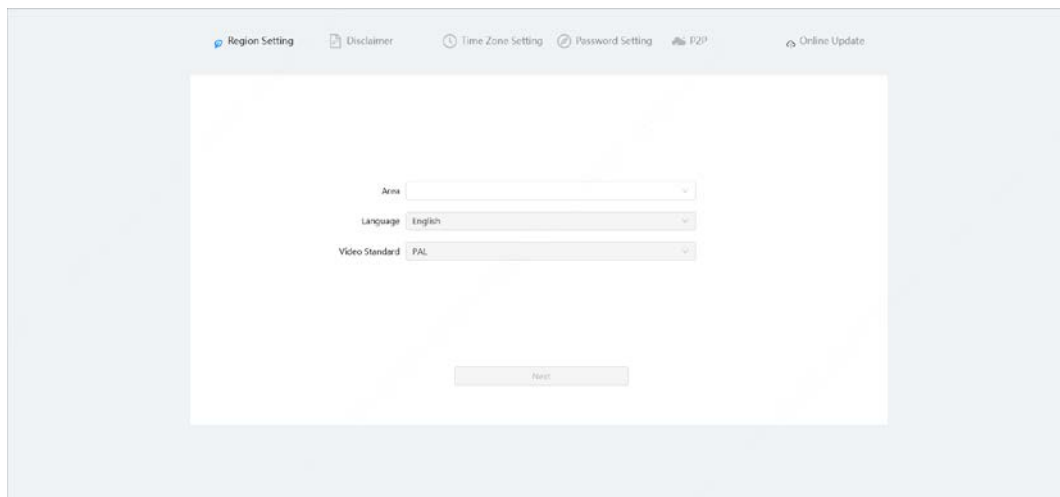 Region Setting Disclaimer Time Zone Setting Password Setting P2P Online Update
Area
Language English
Video Standard PAL
Next